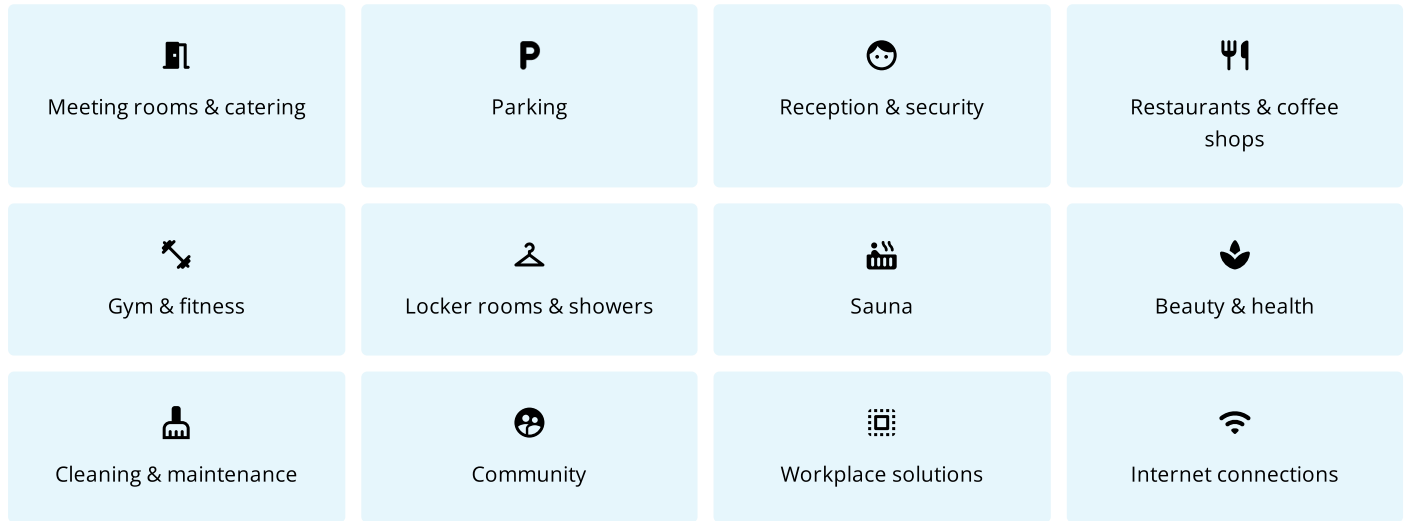 Meeting rooms & catering
Parking
Reception & security
Restaurants & coffee
shops
Gym & fitness
Locker rooms & showers
Sauna
Beauty & health
Cleaning & maintenance
Community
Workplace solutions
Internet connections